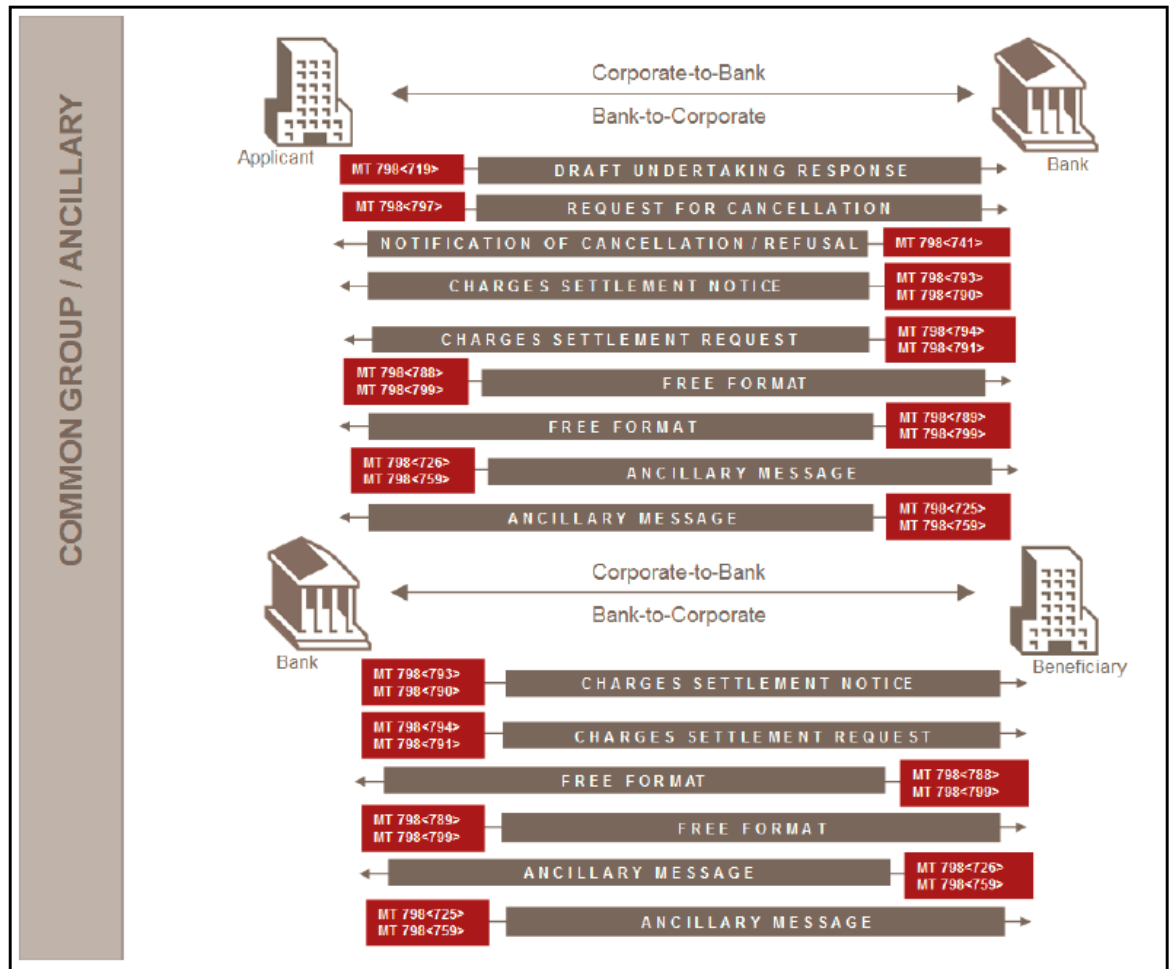 COMMON GROUP / ANCILLARY
Corporate-to-Bank
Bank-to-Corporate
Applicant
Bank
MT 798<719>
DRAFT UNDERTAKING RESPONSE
MT 798<797>
REQUEST FOR CANCELLATION
NOTIFICATION OF CANCELLATION / REFUSAL
MT 798<741>
CHARGES SETTLEMENT NOTICE
MT 798<793>
MT 798<790>
CHARGES SETTLEMENT REQUEST
MT 798<794>
MT 798<791>
MT 798<788>
MT 798<799>
FREE FORMAT
FREE FORMAT
MT 798<789>
MT 798<799>
MT 798<726>
MT 798<759>
ANCILLARY MESSAGE
ANCILLARY MESSAGE
MT 798<725>
MT 798<759>
Corporate-to-Bank
Bank-to-Corporate
Bank
Beneficiary
MT 798<793>
MT 798<790>
CHARGES SETTLEMENT NOTICE
MT 798<794>
MT 798<791>
CHARGES SETTLEMENT REQUEST
FREE FORMAT
MT 798<788>
MT 798<799>
MT 798<789>
MT 798<799>
FREE FORMAT
ANCILLARY MESSAGE
MT 798<726>
MT 798<759>
MT 798<725>
MT 798<759>
ANCILLARY MESSAGE